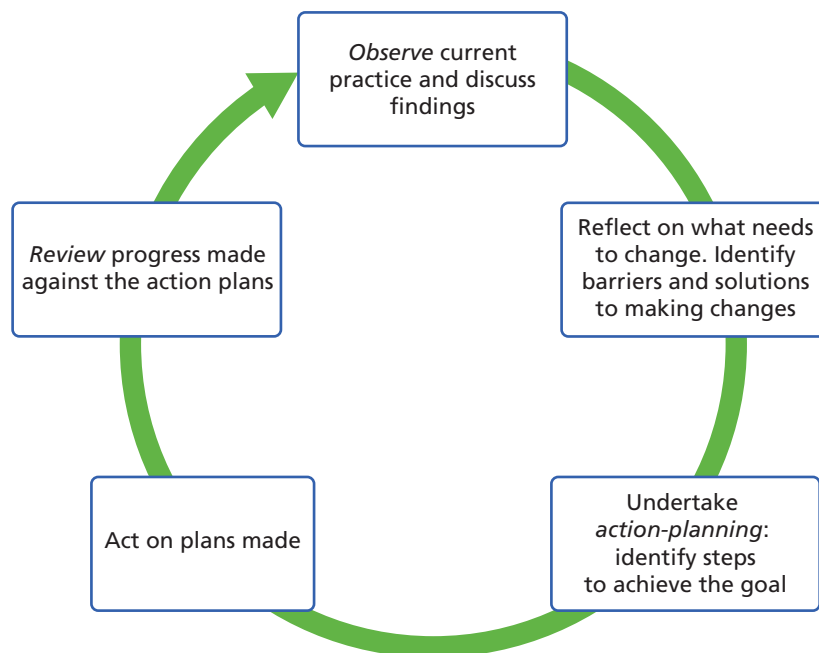 Observe current
practice and discuss
findings
Reflect on what needs
to change. Identify
barriers and solutions
to making changes
Undertake
action-planning:
identify steps
to achieve the goal
Act on plans made
Review progress made
against the action plans